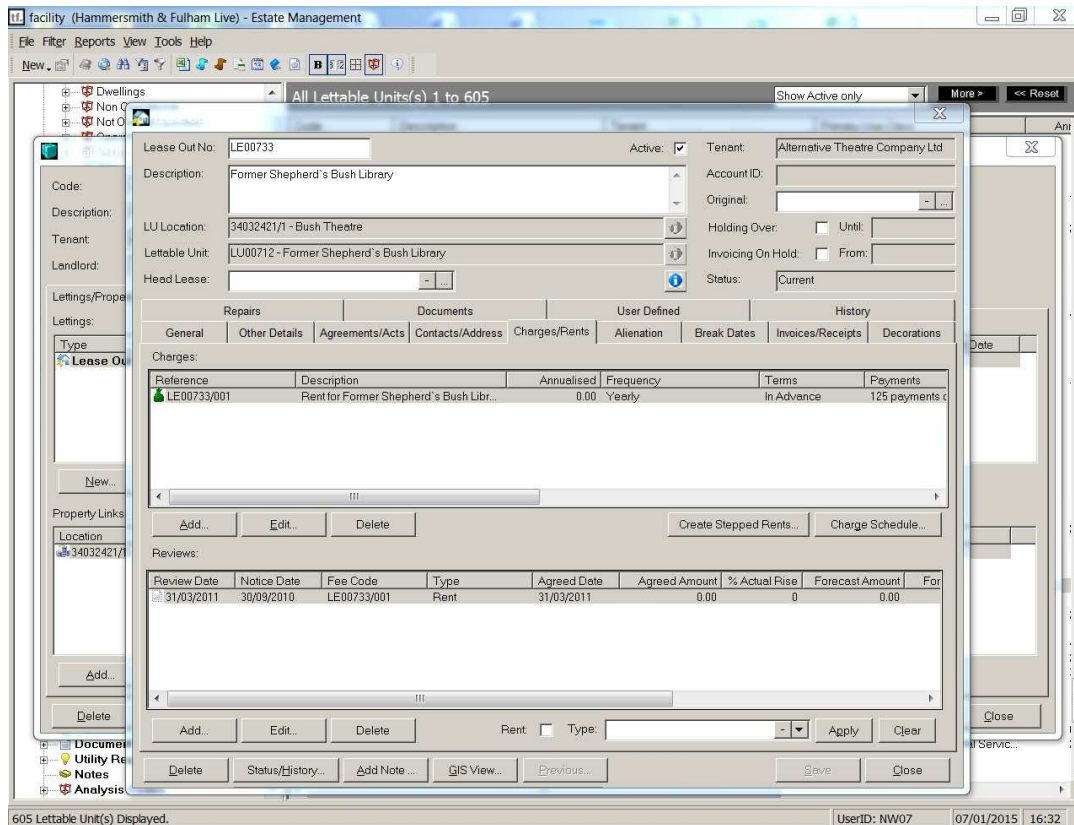 tf. facility (Hammersmith & Fulham Live) - Estate Management
File Filter Reports View Tools Help
New
Dwellings
Non
Not O
All Lettable Units(s) 1 to 605
Show Active only
More >
<< Reset
Code:
Description:
Tenant:
Landlord:
Lettings/Prope
Lettings:
Type
Lease Ou
New...
Property Links
Location
34032421/1
Add...
Delete
Lease Out No:
LE00733
Active:
Tenant:
Alternative Theatre Company Ltd
Description:
Former Shepherd`s Bush Library
Account ID:
Original:
LU Location:
34032421/1 - Bush Theatre
Holding Over:
Until:
Lettable Unit:
LU00712 - Former Shepherd`s Bush Library
Invoicing On Hold:
From:
Head Lease:
Status:
Current
Repairs Documents User Defined History
General Other Details Agreements/Acts Contacts/Address Charges/Rents Alienation Break Dates Invoices/Receipts Decorations
Charges:
Reference Description Annualised Frequency Terms Payments
LE00733/001 Rent for Former Shepherd`s Bush Libr... 0.00 Yearly In Advance 125 payments
Add... Edit... Delete Create Stepped Rents... Charge Schedule...
Reviews:
Review Date Notice Date Fee Code Type Agreed Date Agreed Amount % Actual Rise Forecast Amount For
31/03/2011 30/09/2010 LE00733/001 Rent 31/03/2011 0.00 0 0.00
Add... Edit... Delete Rent Type: Apply Clear
Delete Status/History... Add Note ... GIS View... Previous... Save Close
Date
Close
Documen
Utility Re
Notes
Analysis
al Servic...
605 Lettable Unit(s) Displayed.
UserID: NW07
07/01/2015
16:32